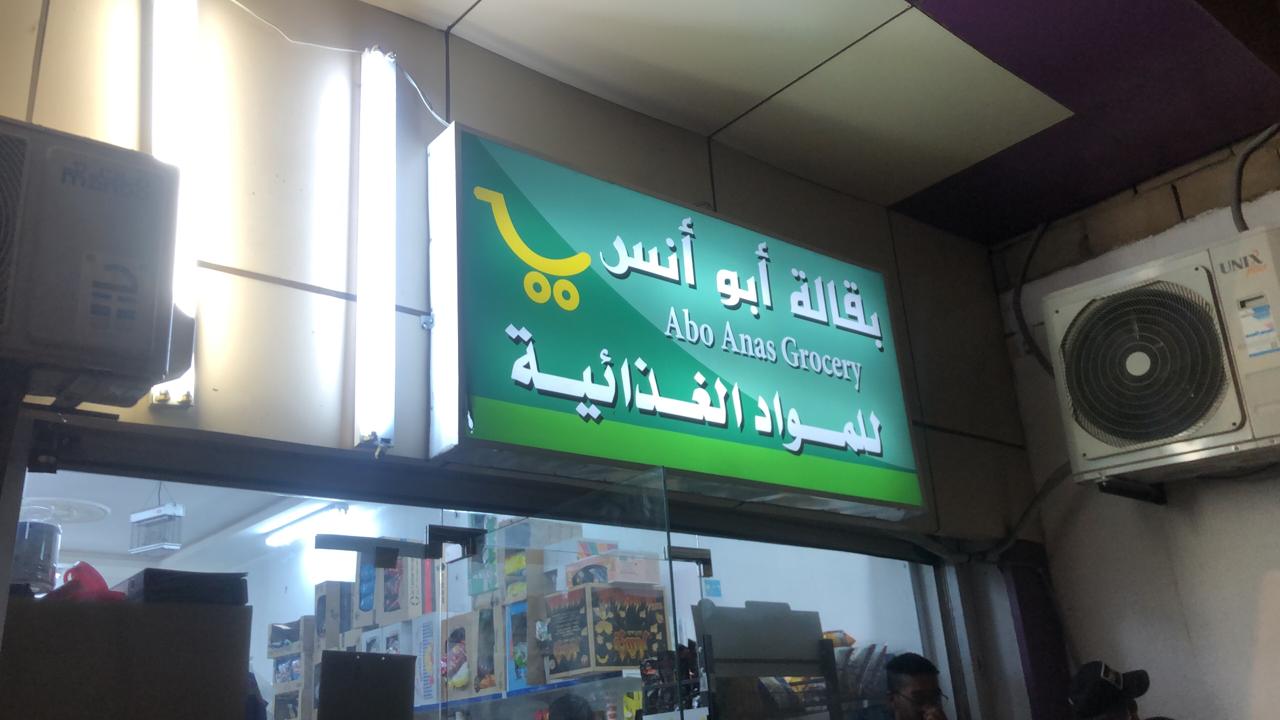 بقالة أبو أنس
Abo Anas Grocery
للمواد الغذائية
UNIX